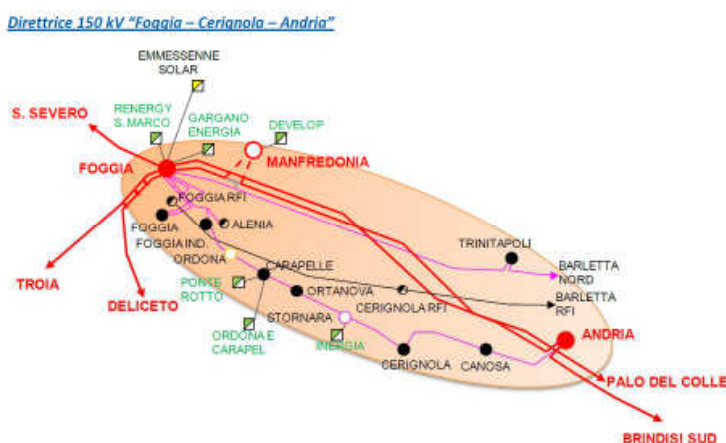 Direttrice 150 kV “Foggia – Cerignola – Andria”
EMMESSENNE
SOLAR
RENERGY
S. MARCO
GARGANO
ENERGIA
DEVELOP
S. SEVERO
MANFREDONIA
FOGGIA
FOGGIA RFI
FOGGIA
ALENIA
FOGGIA IND.
ORDONA
TRINITAPOLI
CARAPELLE
BARLETTA
NORD
TROIA
PONTE
ROTTO
ORTANOVA
BARLETTA
RFI
DELICETO
CERIGNOLA RFI
STORNARA
ORDONA E
CARAPEL
INERGIA
ANDRIA
CERIGNOLA
CANOSA
PALO DEL COLLE
BRINDISI SUD